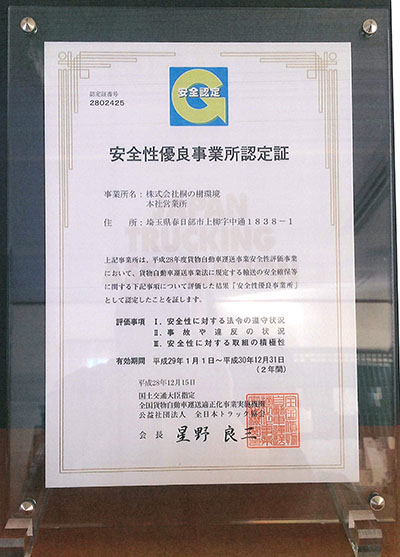 認定証番号
2802425
安全認定
G
安全性優良事業所認定証
事業所名：株式会社桐の樹環境
本社営業所
住　　所：埼玉県春日部市上柳字中通１８３８－１
上記事業所は、平成28年度貨物自動車運送事業安全性評価事業
において、貨物自動車運送事業法に規定する輸送の安全確保等
に関する下記事項について評価した結果『安全性優良事業所』
として認定したことを証します。
評価事項　Ⅰ．安全性に対する法令の遵守状況
Ⅱ．事故や違反の状況
Ⅲ．安全性に対する取組の積極性
有効期間　平成29年１月１日～平成30年12月31日
（２年間）
平成28年12月15日
国土交通大臣指定
全国貨物自動車運送適正化事業実施機関
公益社団法人　全日本トラック協会
会長　星野　良三
TRUCKING